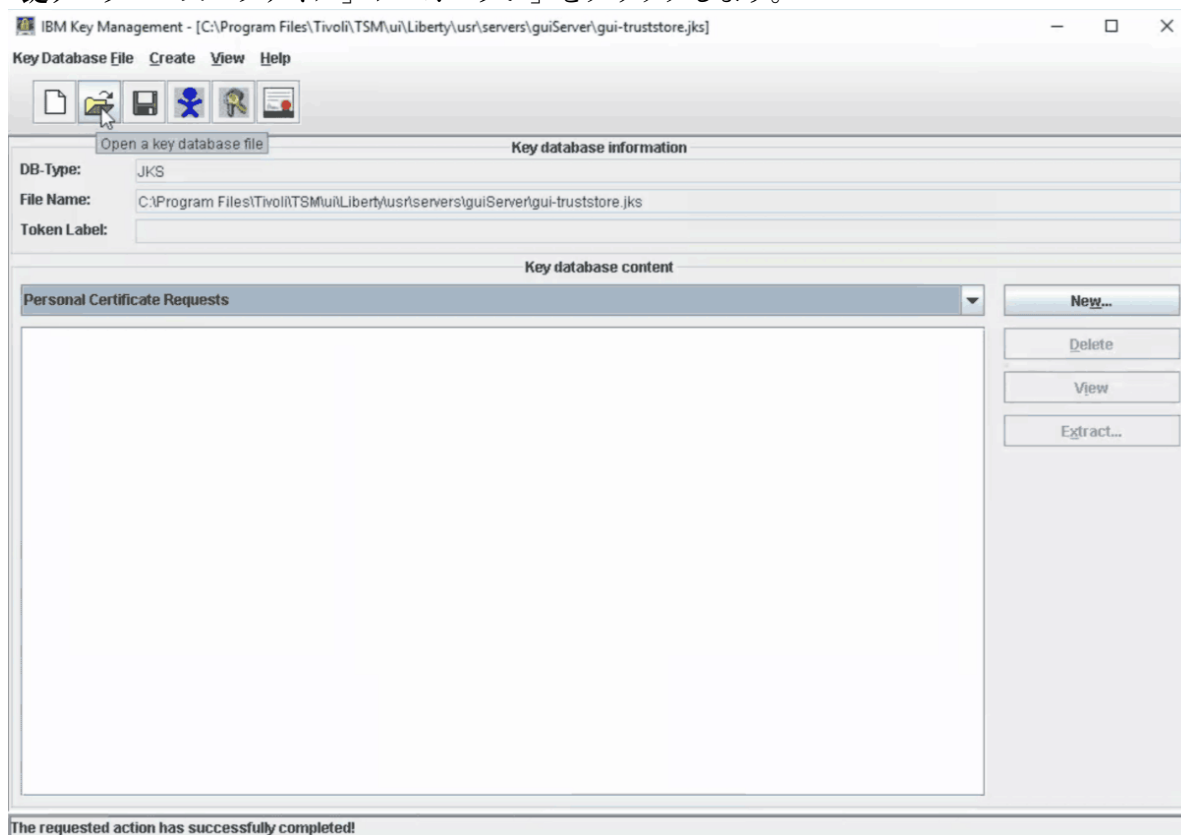 IBM Key Management - [C:\Program Files\Tivoli\TSM\ui\Liberty\usr\servers\guiServer\gui-truststore.jks]
Key Database File Create View Help
Open a key database file
Key database information
DB-Type: JKS
File Name: C:\Program Files\Tivoli\TSM\ui\Liberty\usr\servers\guiServer\gui-truststore.jks
Token Label:
Key database content
Personal Certificate Requests
New...
Delete
View
Extract...
The requested action has successfully completed!